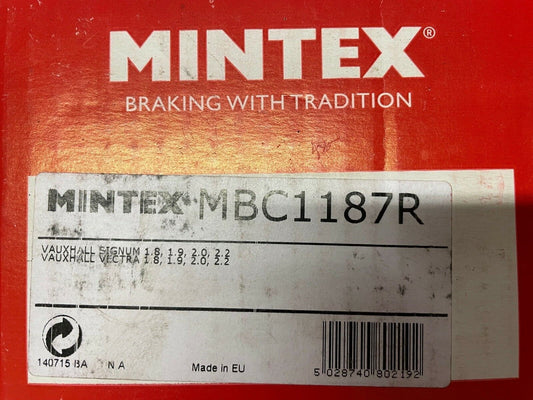 MINTEX®
BRAKING WITH TRADITION
MINTEX® MBC1187R
VAUXHALL SIGNUM 1.8, 1.9, 2.0, 2.2
VAUXHALL VECTRA 1.8, 1.9, 2.0, 2.2
140715 BA N A
Made in EU
5 028740 802192